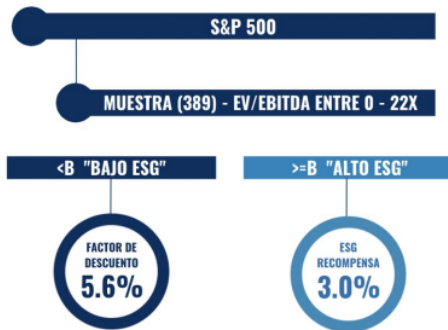 S&P 500
MUESTRA (389) - EV/EBITDA ENTRE 0 - 22X
<B "BAJO ESG"
>=B "ALTO ESG"
FACTOR DE
DESCUENTO
5.6%
ESG
RECOMPENSA
3.0%